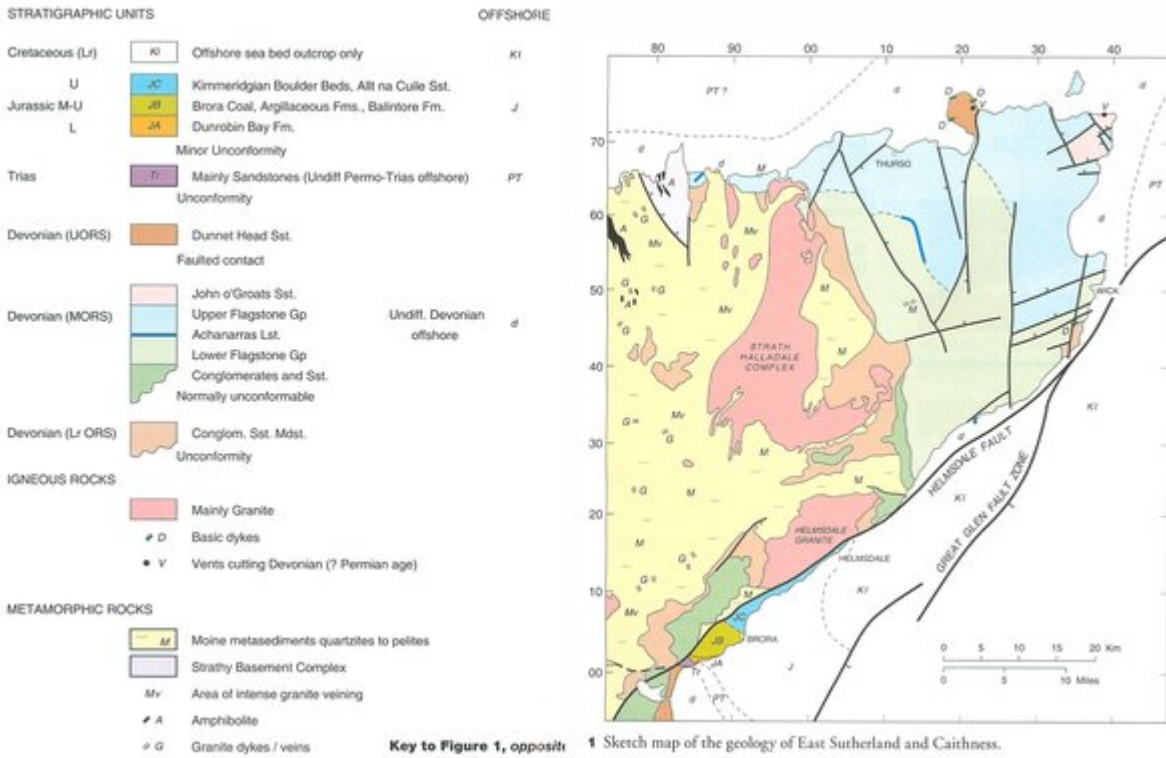 STRATIGRAPHIC UNITS OFFSHORE
Cretaceous (Lr) Kl Offshore sea bed outcrop only Kl
U JC Kimmeridgian Boulder Beds, Allt na Cuile Sst.
Jurassic M-U JB Brora Coal, Argillaceous Fms., Balintore Fm. J
L JA Dunrobin Bay Fm.
Minor Unconformity
Trias Tr Mainly Sandstones (Undiff Permo-Trias offshore) PT
Unconformity
Devonian (UORS) Dunnet Head Sst.
Faulted contact
John o'Groats Sst.
Devonian (MORS) Upper Flagstone Gp Undiff. Devonian d
Achanarras Lst. offshore
Lower Flagstone Gp
Conglomerates and Sst.
Normally unconformable
Devonian (Lr ORS) Conglom. Sst. Mdst.
Unconformity
IGNEOUS ROCKS
Mainly Granite
D Basic dykes
V Vents cutting Devonian (? Permian age)
METAMORPHIC ROCKS
M Moine metasediments quartzites to pelites
Strathy Basement Complex
Mv Area of intense granite veining
A Amphibolite
G Granite dykes / veins
Key to Figure 1, opposite
80 90 00 10 20 30 40
PT ? d d
D D V V
70 d d M THURSO D PT
A
60 G A Mv Mv d
50 G G Mv M M WICK
A
G D
STRATH
HALLADALE
COMPLEX
M
40
Kl
G Mv G
30 M d HELMSDALE FAULT
G M M Kl GREAT GLEN FAULT ZONE
20 M HELMSDALE
GRANITE
G HELMSDALE
10 G M Kl
Mv JC
JB BRORA
00 JA J
Tr
d PT
0 5 10 15 20 Km
0 5 10 Miles
1 Sketch map of the geology of East Sutherland and Caithness.